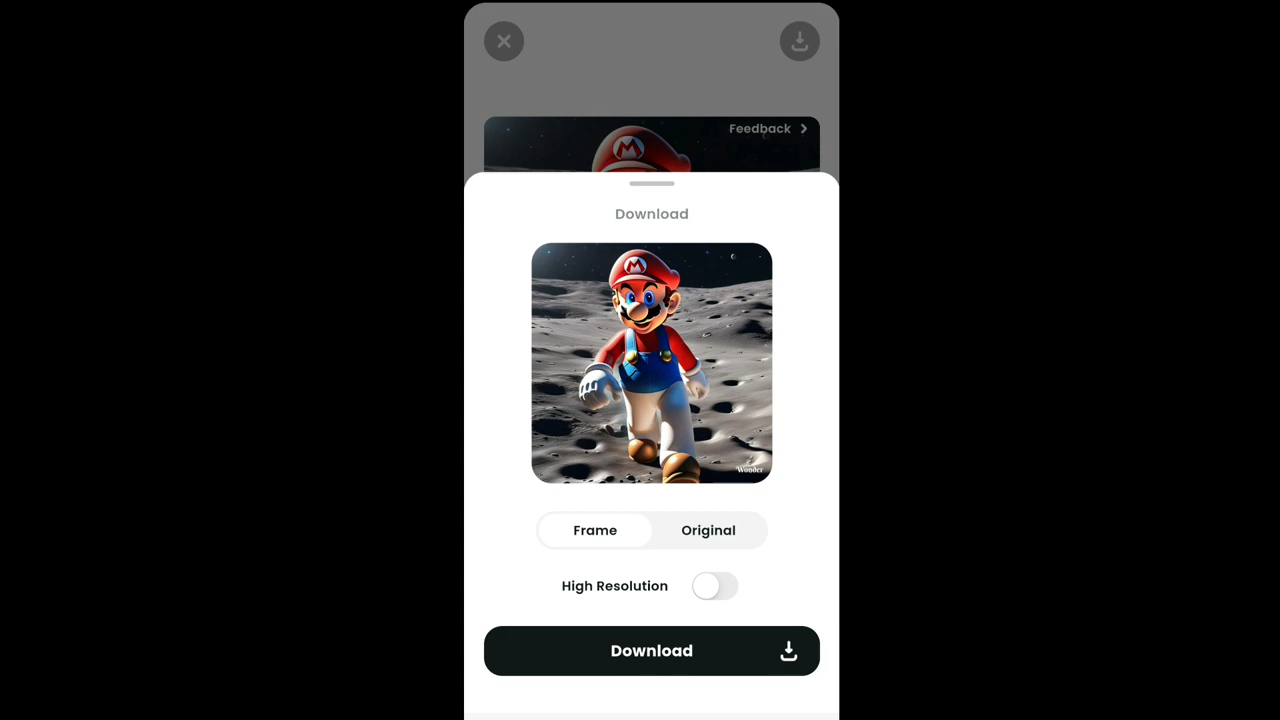 Feedback
M
Download
M
Wonder
Frame Original
High Resolution
Download